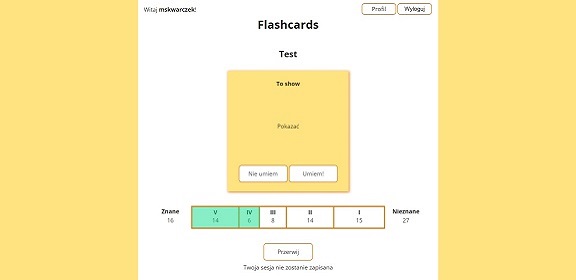 Witaj mskwarczek!
Profil Wyloguj
Flashcards
Test
To show
Pokazać
Nie umiem Umiem!
Znane V IV III II I Nieznane
16 14 6 8 14 15 27
Przerwij
Twoja sesja nie zostanie zapisana